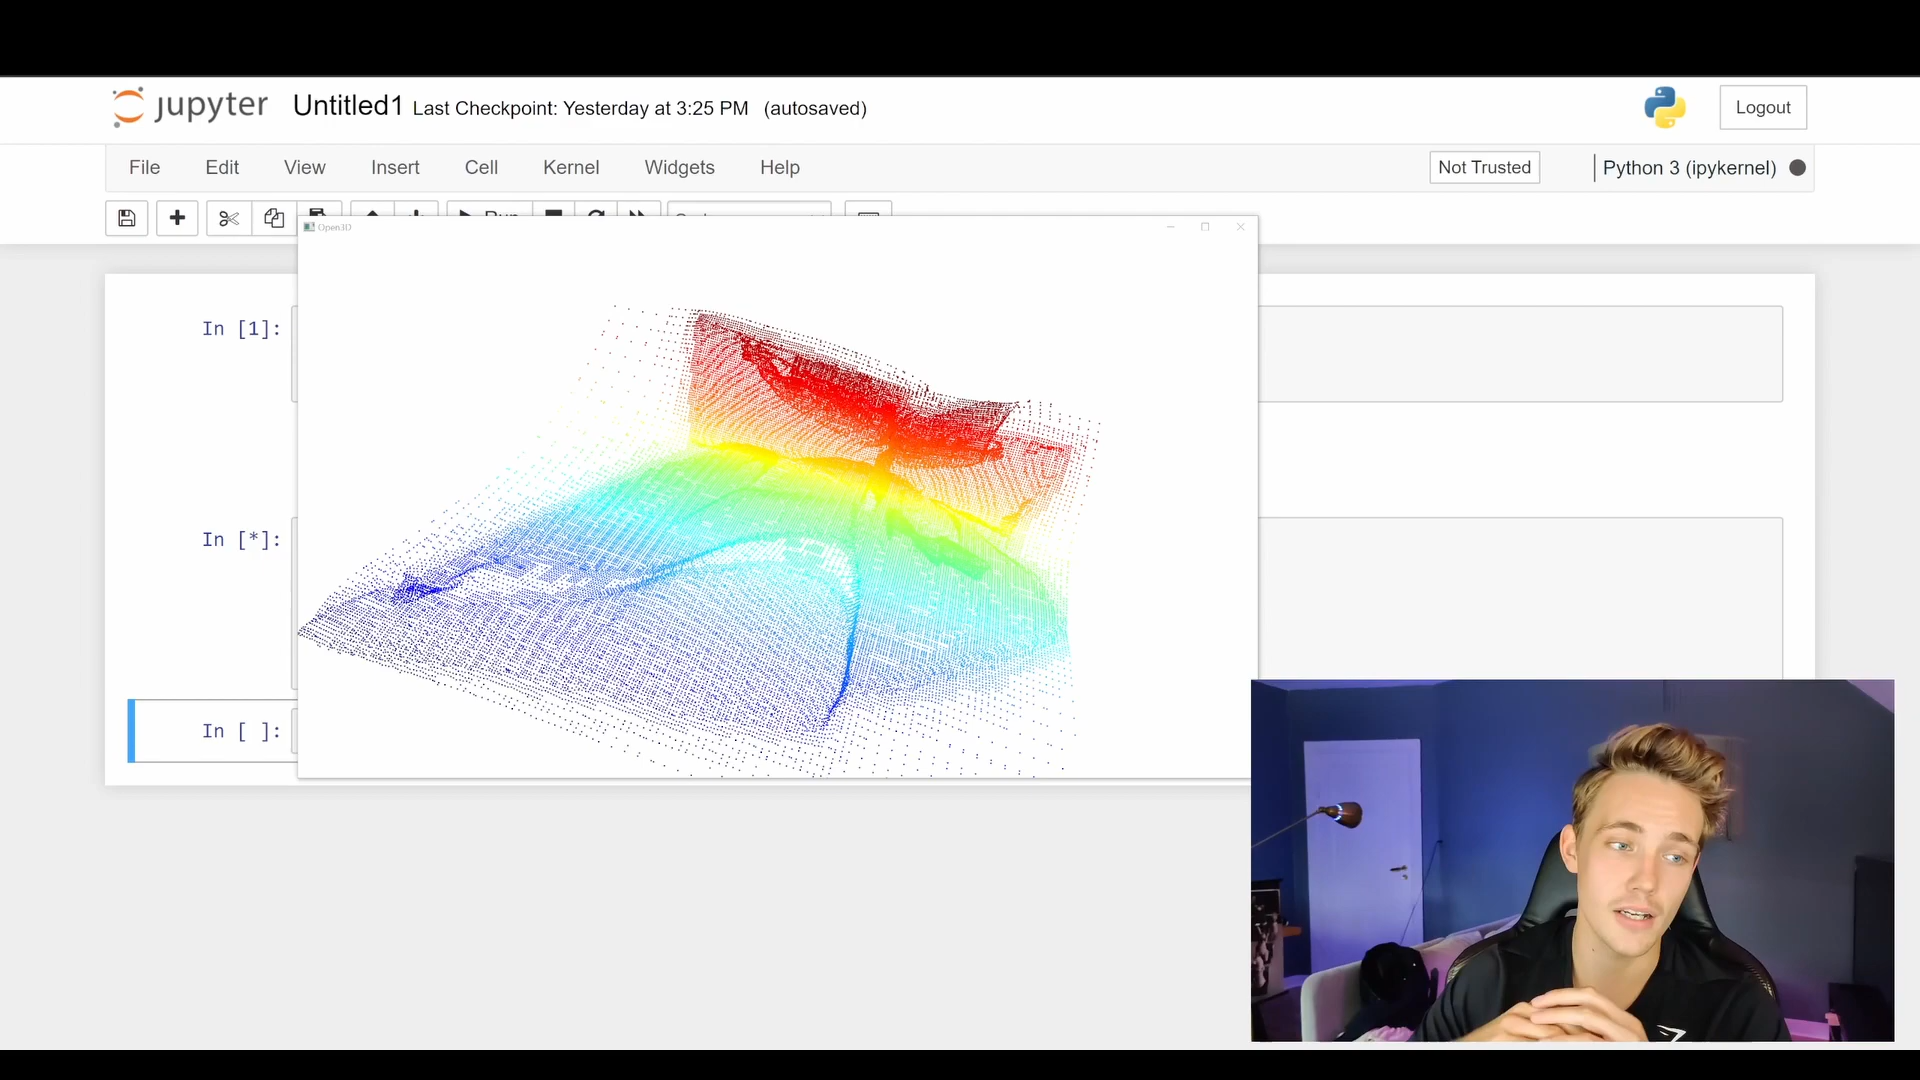 jupyter Untitled1 Last Checkpoint: Yesterday at 3:25 PM (autosaved)
Logout
File Edit View Insert Cell Kernel Widgets Help
Not Trusted Python 3 (ipykernel)
Open3D
In [1]:
In [*]:
In [ ]: